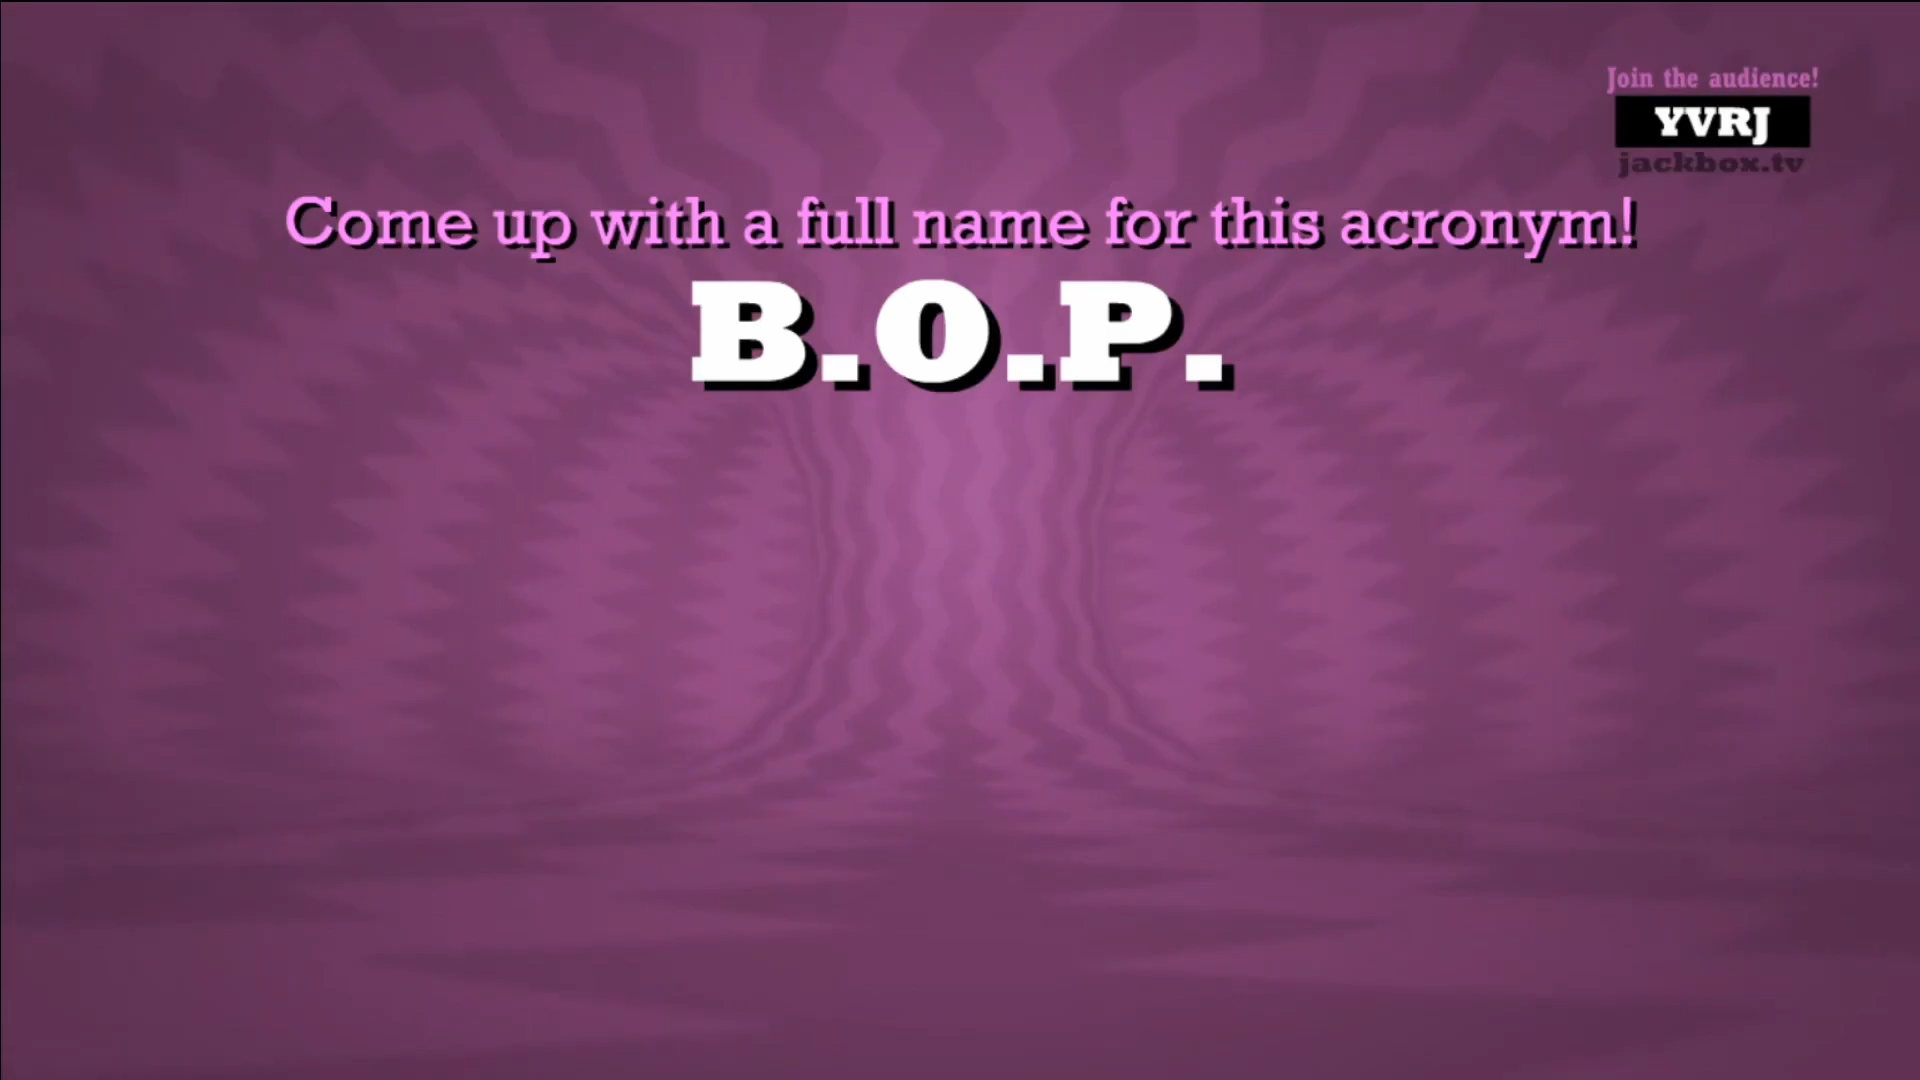 Join the audience!
YVRJ
jackbox.tv
Come up with a full name for this acronym!
B.O.P.